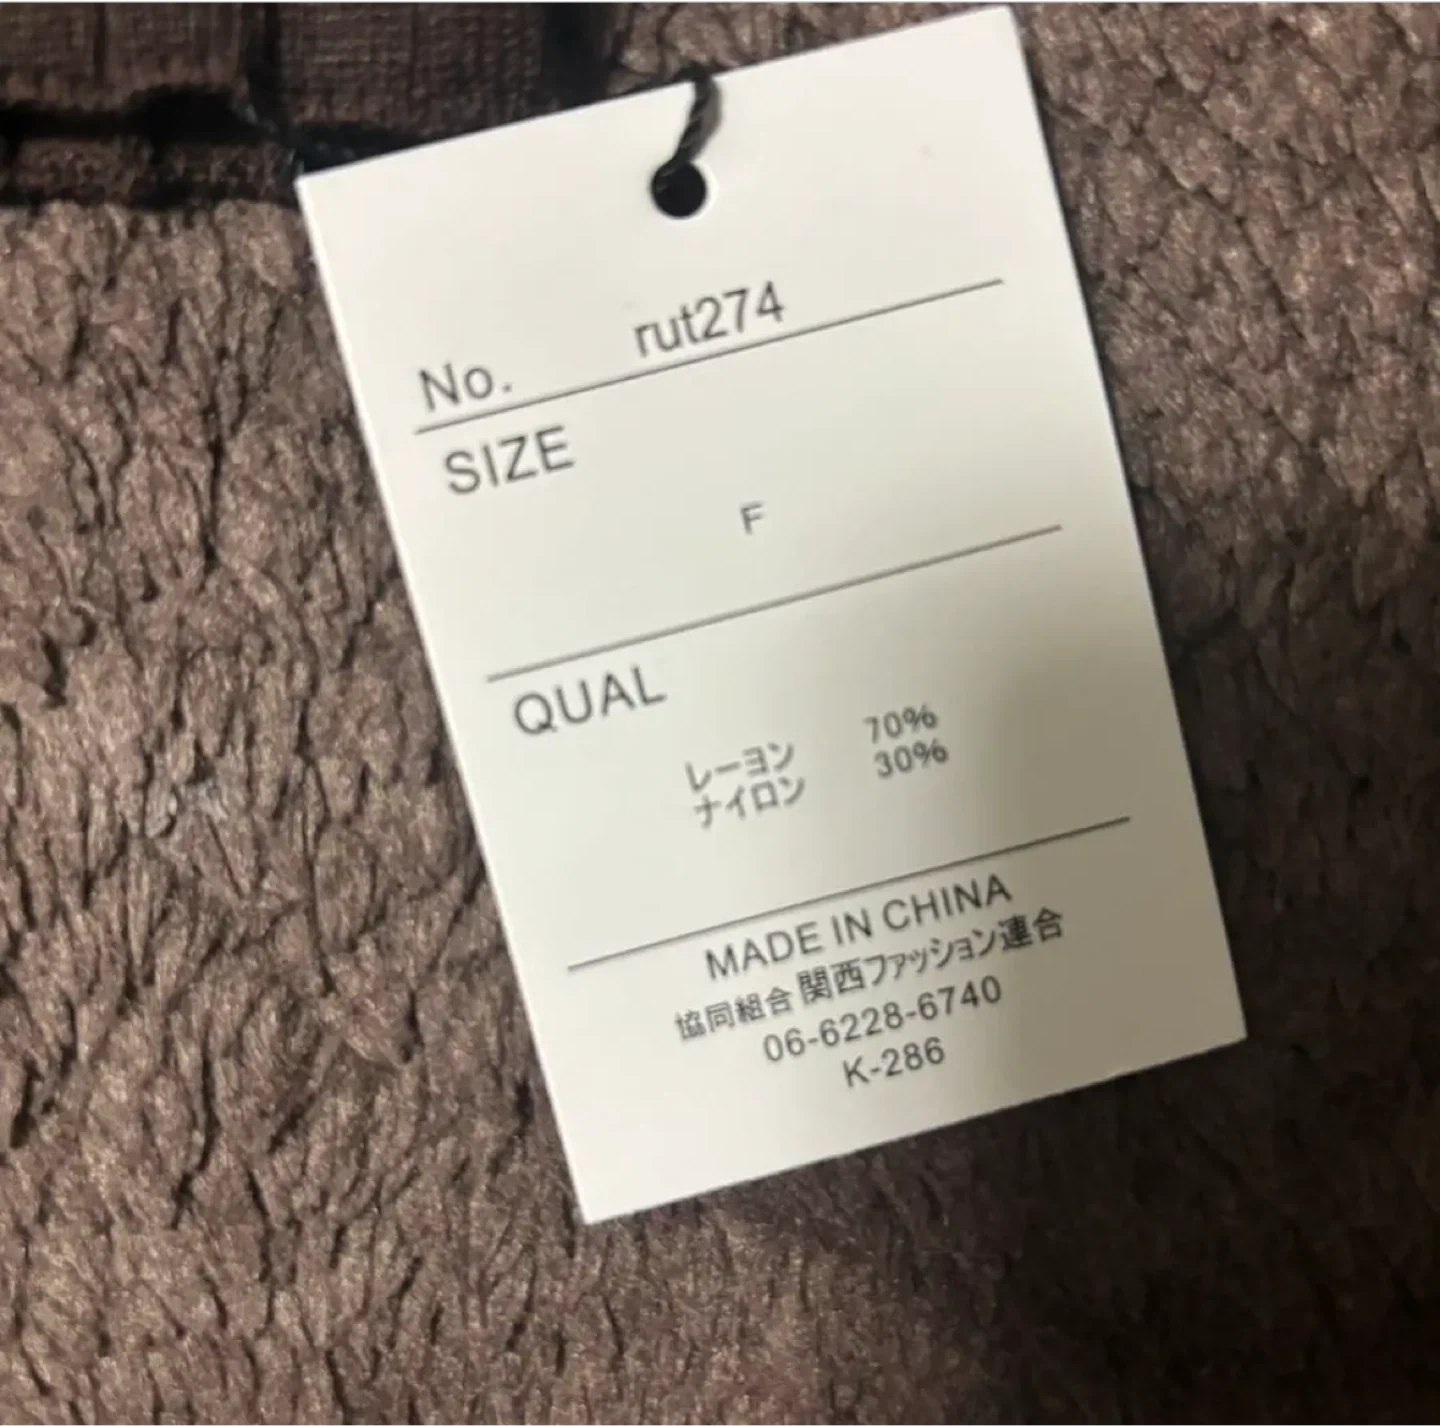 No. rut274
SIZE
F
QUAL
レーヨン 70%
ナイロン 30%
MADE IN CHINA
協同組合 関西ファッション連合
06-6228-6740
K-286